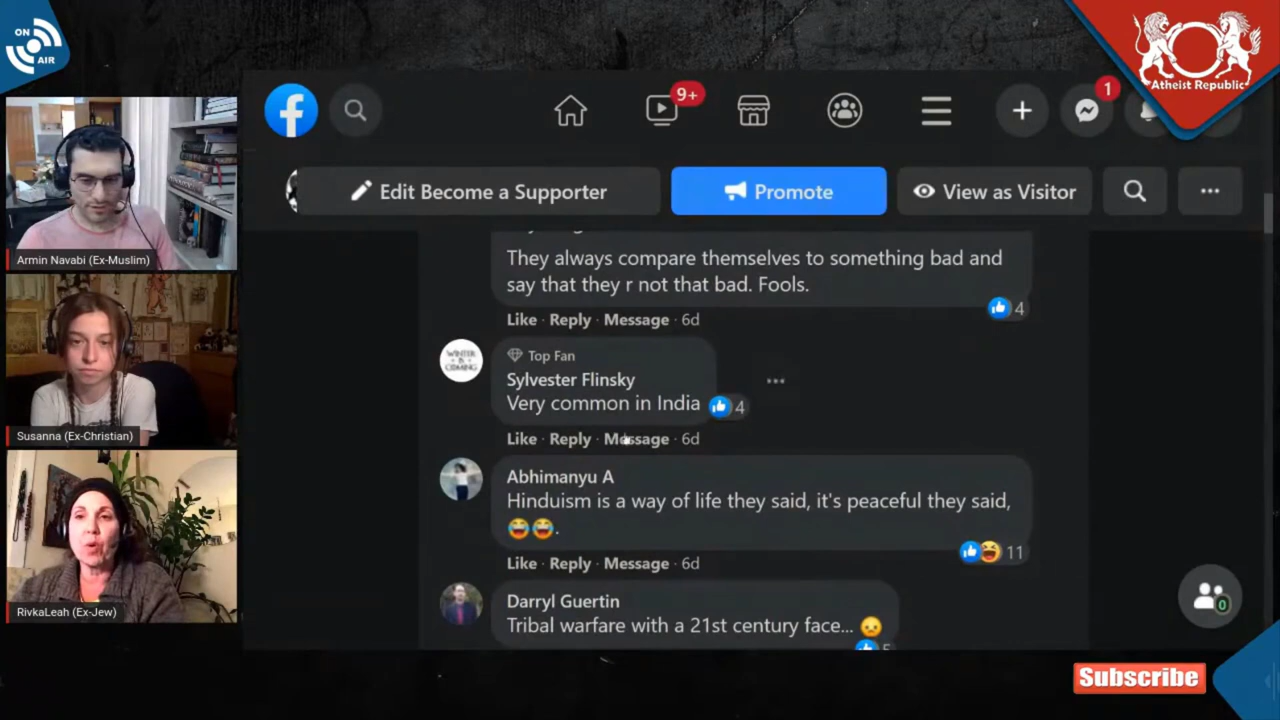 ON
AIR
Atheist Republic
9+
1
Edit Become a Supporter
Promote
View as Visitor
They always compare themselves to something bad and
say that they r not that bad. Fools.
4
Like · Reply · Message · 6d
WINTER
IS
COMING
Top Fan
Sylvester Flinsky
Very common in India
4
Like · Reply · Message · 6d
Abhimanyu A
Hinduism is a way of life they said, it's peaceful they said,
😂😂.
11
Like · Reply · Message · 6d
Darryl Guertin
Tribal warfare with a 21st century face... 😞
5
0
Armin Navabi (Ex-Muslim)
Susanna (Ex-Christian)
RivkaLeah (Ex-Jew)
Subscribe